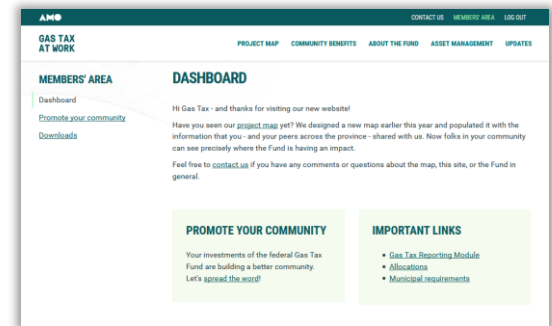 AMO
CONTACT US MEMBERS' AREA LOG OUT
GAS TAX
AT WORK
PROJECT MAP COMMUNITY BENEFITS ABOUT THE FUND ASSET MANAGEMENT UPDATES
MEMBERS' AREA
Dashboard
Promote your community
Downloads
DASHBOARD
Hi Gas Tax - and thanks for visiting our new website!
Have you seen our project map yet? We designed a new map earlier this year and populated it with the
information that you - and your peers across the province - shared with us. Now folks in your community
can see precisely where the Fund is having an impact.
Feel free to contact us if you have any comments or questions about the map, this site, or the Fund in
general.
PROMOTE YOUR COMMUNITY
Your investments of the federal Gas Tax
Fund are building a better community.
Let's spread the word!
IMPORTANT LINKS
• Gas Tax Reporting Module
• Allocations
• Municipal requirements